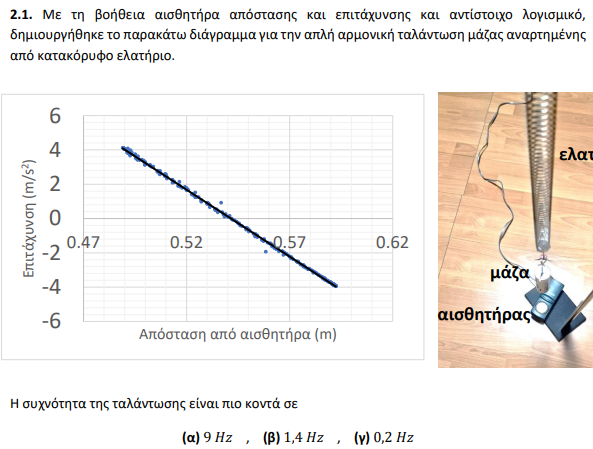 2.1. Με τη βοήθεια αισθητήρα απόστασης και επιτάχυνσης και αντίστοιχο λογισμικό,
δημιουργήθηκε το παρακάτω διάγραμμα για την απλή αρμονική ταλάντωση μάζας αναρτημένης
από κατακόρυφο ελατήριο.
6
4
2
0
-2
-4
-6
0.47 0.52 0.57 0.62
Επιτάχυνση (m/s²)
Απόσταση από αισθητήρα (m)
ελατ
μάζα
αισθητήρας
Η συχνότητα της ταλάντωσης είναι πιο κοντά σε
(α) 9 Hz , (β) 1,4 Hz , (γ) 0,2 Hz